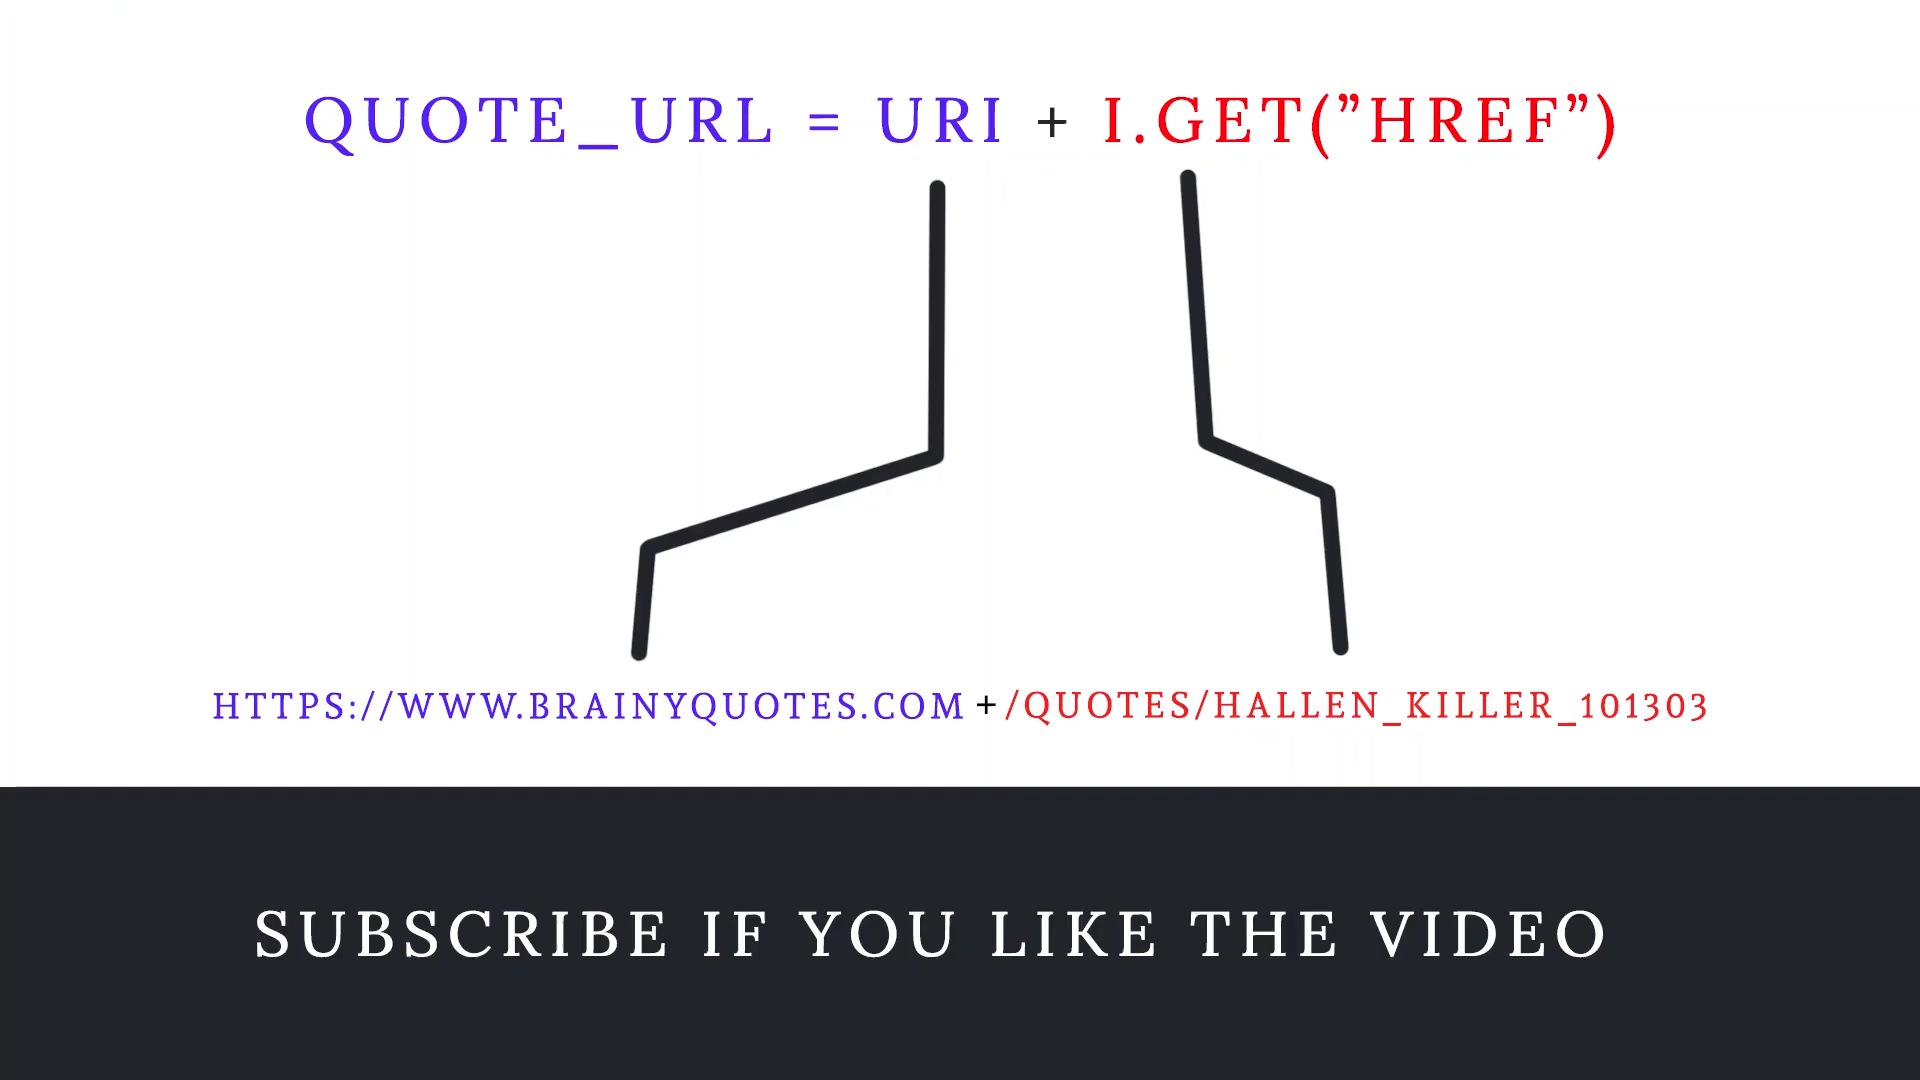 QUOTE_URL = URI + I.GET(”HREF”)
HTTPS://WWW.BRAINYQUOTES.COM +/QUOTES/HALLEN_KILLER_101303
SUBSCRIBE IF YOU LIKE THE VIDEO